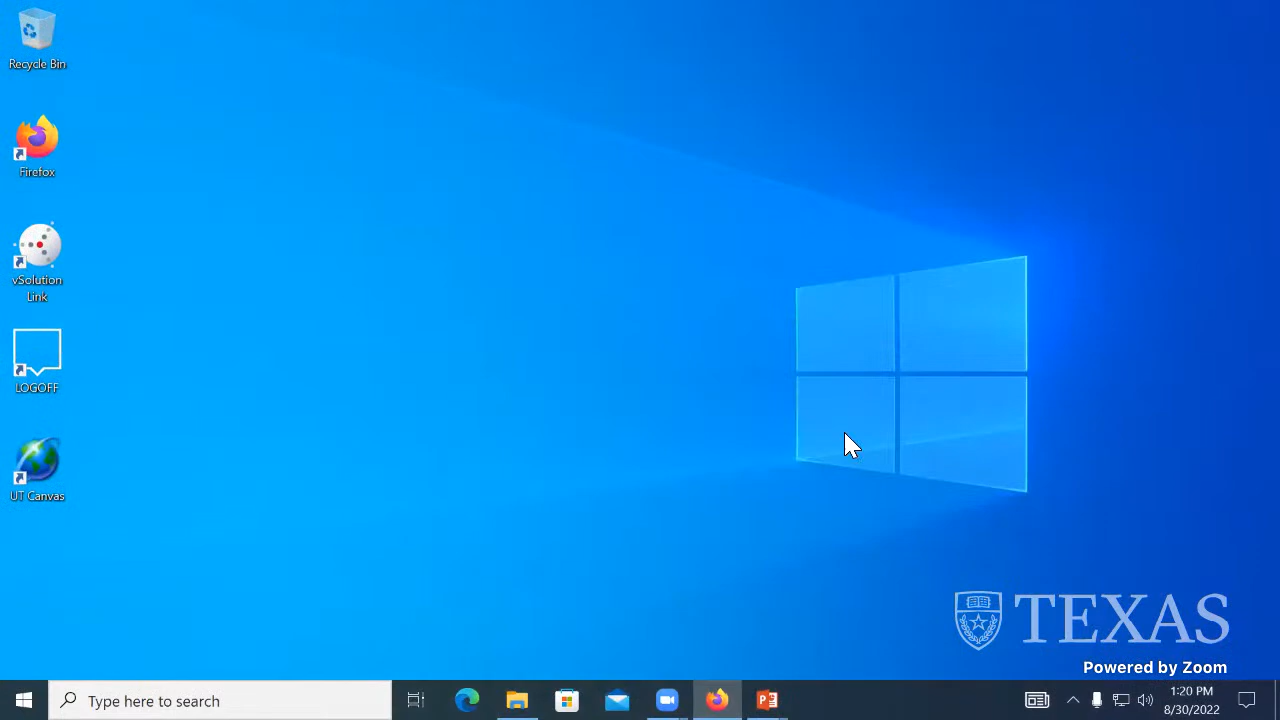 Recycle Bin
Firefox
vSolution
Link
LOGOFF
UT Canvas
TEXAS
Powered by Zoom
Type here to search
1:20 PM
8/30/2022